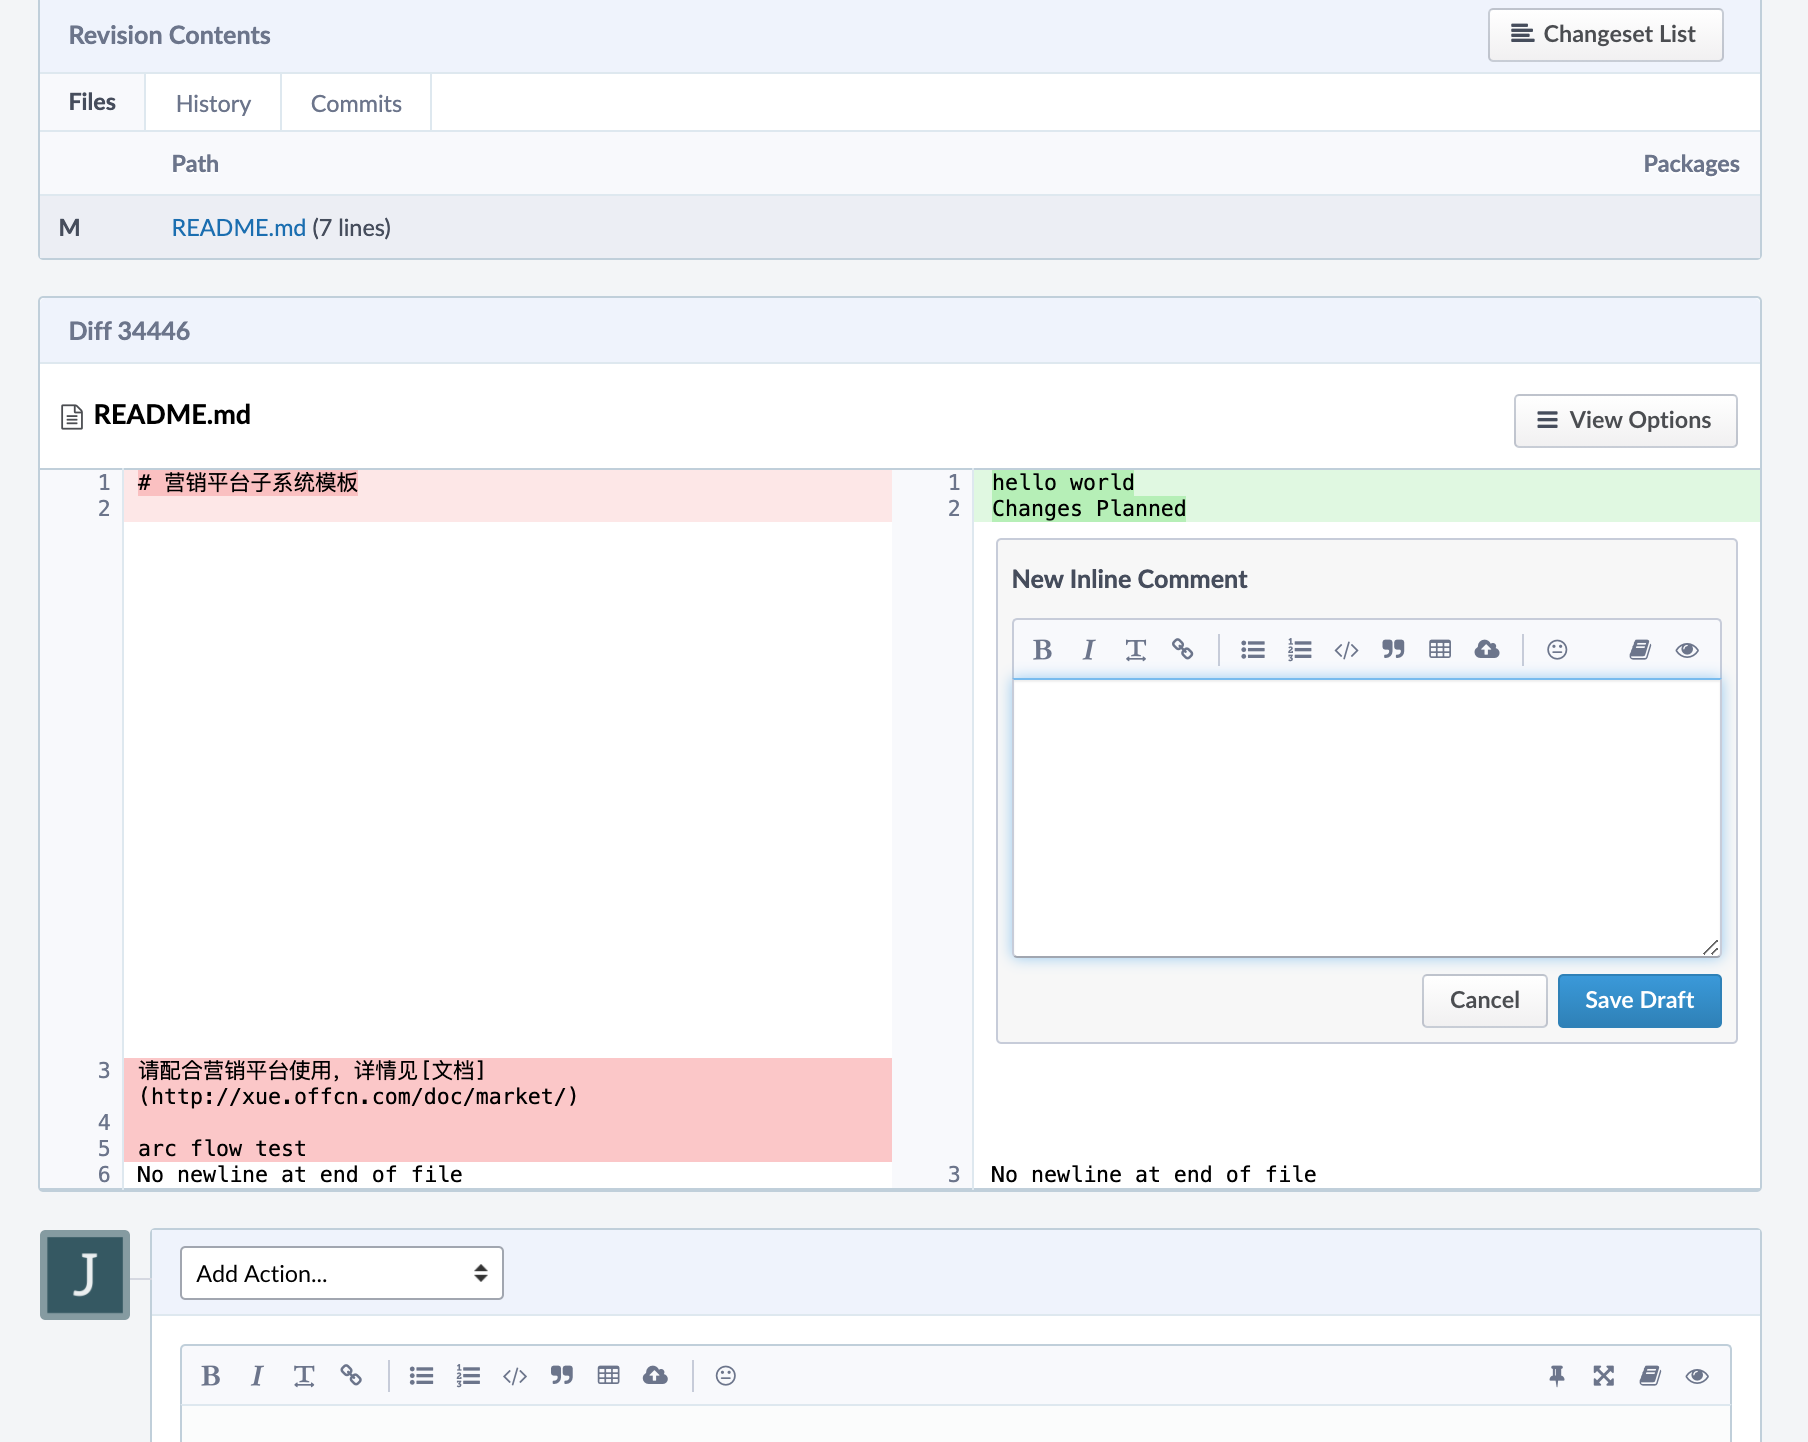 Revision Contents
Changeset List
Files
History
Commits
Path
Packages
M
README.md (7 lines)
Diff 34446
README.md
View Options
1 # 营销平台子系统模板
1 hello world
2
2 Changes Planned
New Inline Comment
Cancel
Save Draft
3 请配合营销平台使用，详情见[文档]
(http://xue.offcn.com/doc/market/)
4
5 arc flow test
6 No newline at end of file
3 No newline at end of file
J
Add Action...